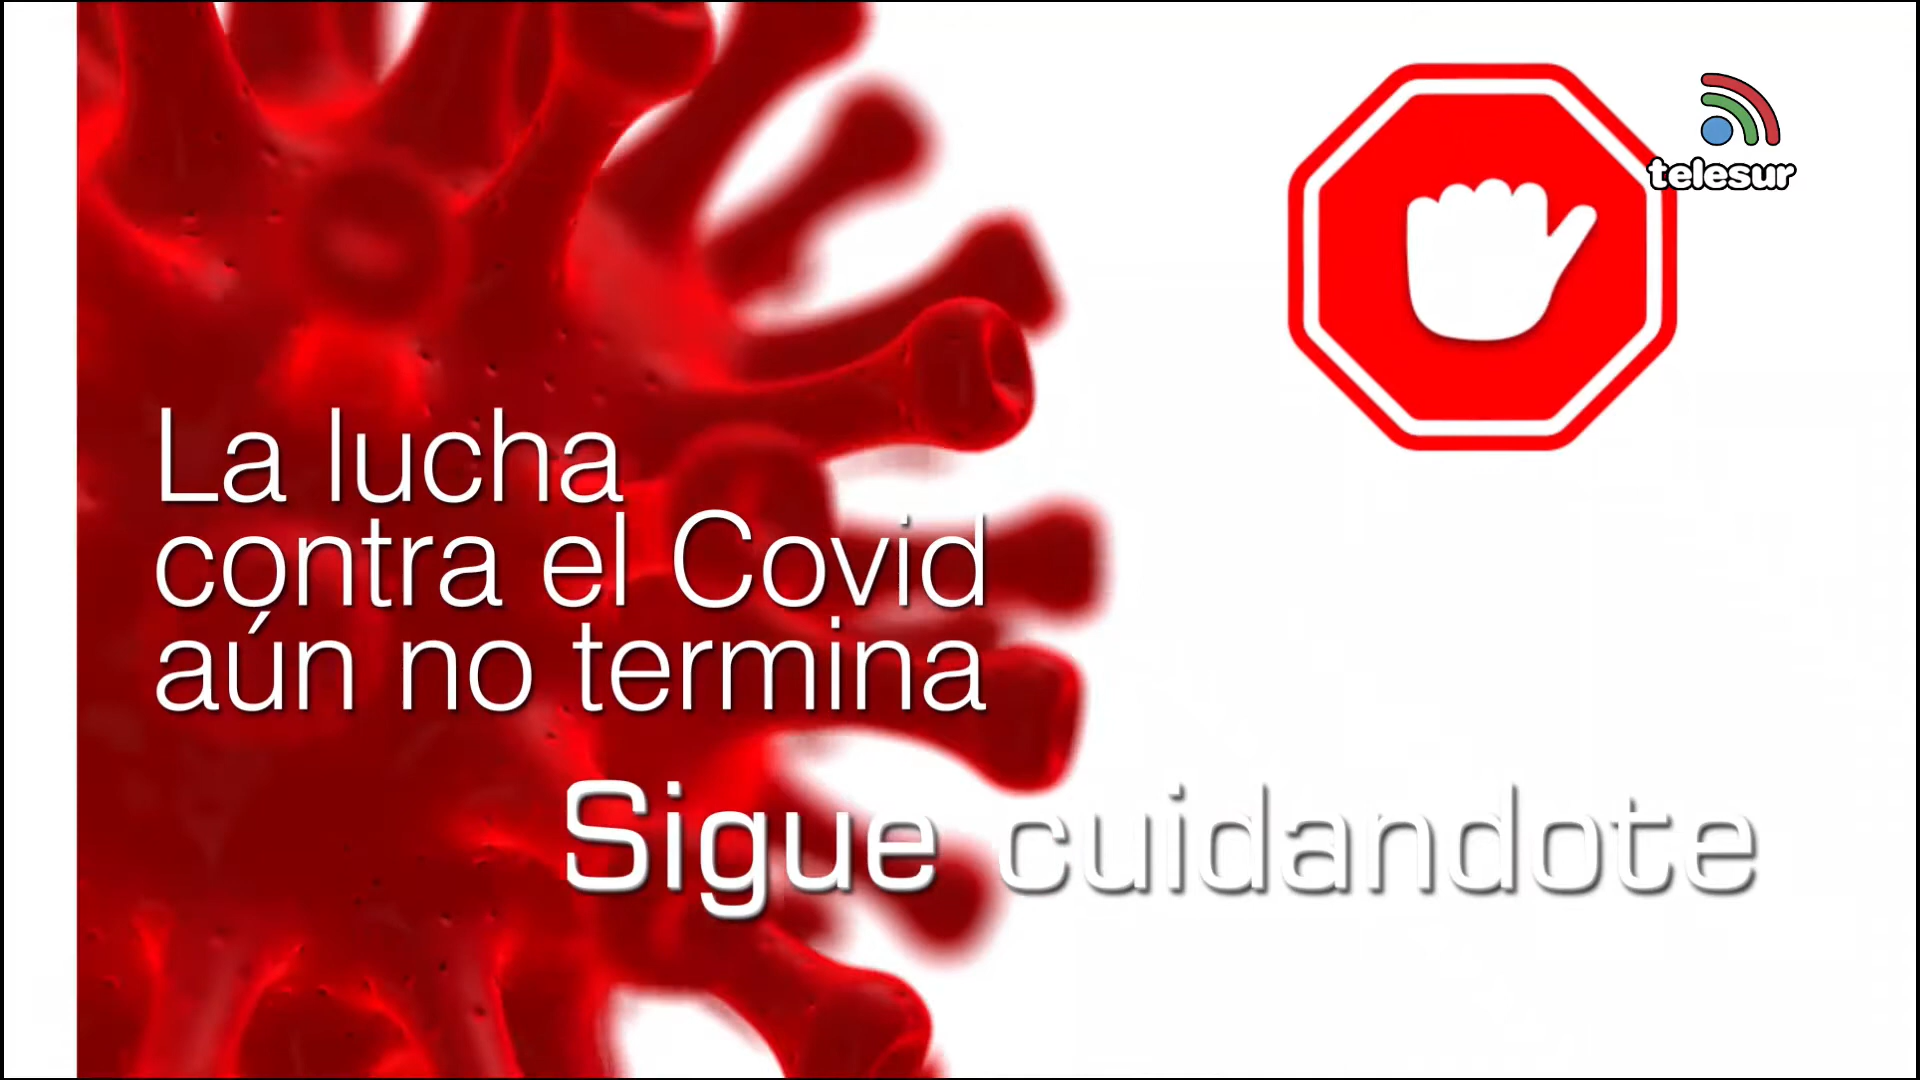 telesur
La lucha
contra el Covid
aún no termina
Sigue cuidandote